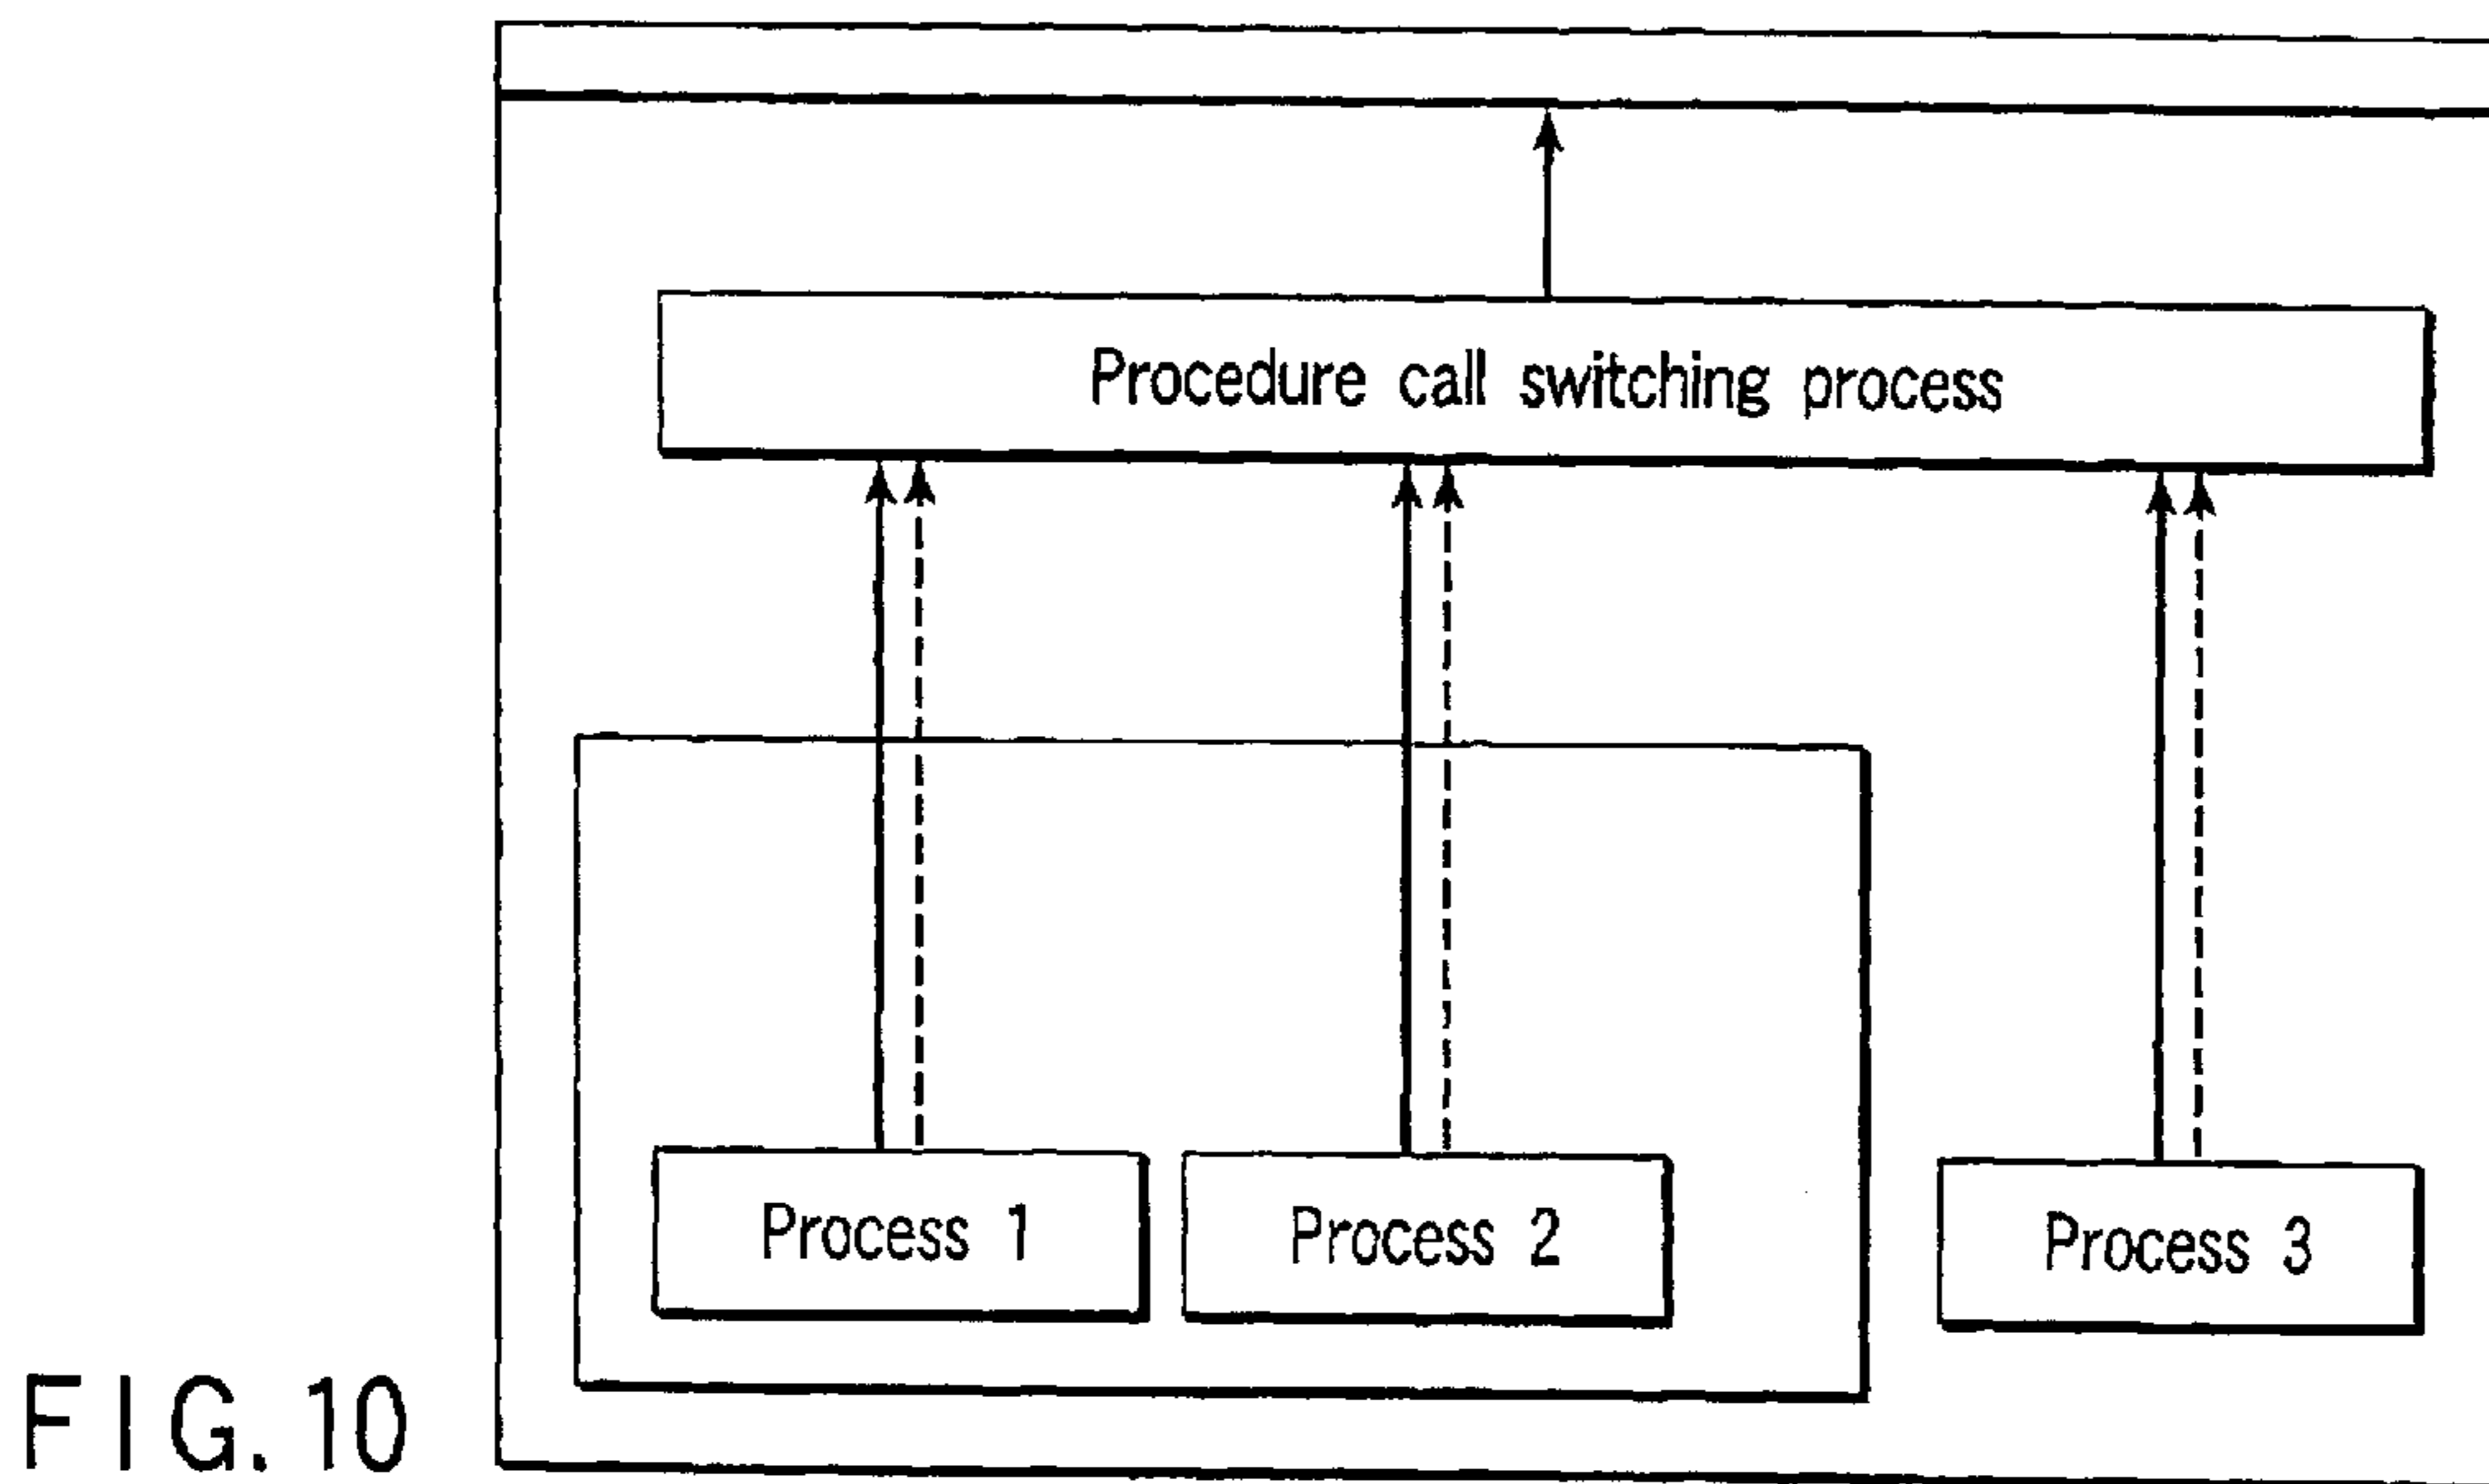 Procedure call switching process
Process 1
Process 2
Process 3
FIG. 10